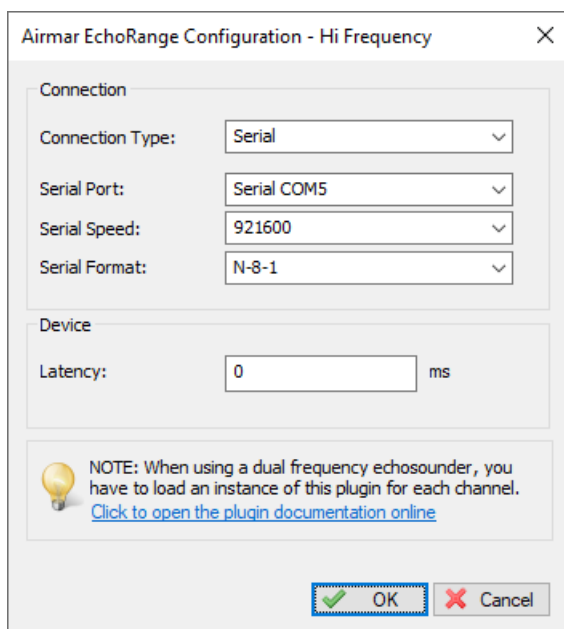 Airmar EchoRange Configuration - Hi Frequency
Connection
Connection Type: Serial
Serial Port: Serial COM5
Serial Speed: 921600
Serial Format: N-8-1
Device
Latency: 0 ms
NOTE: When using a dual frequency echosounder, you
have to load an instance of this plugin for each channel.
Click to open the plugin documentation online
OK Cancel